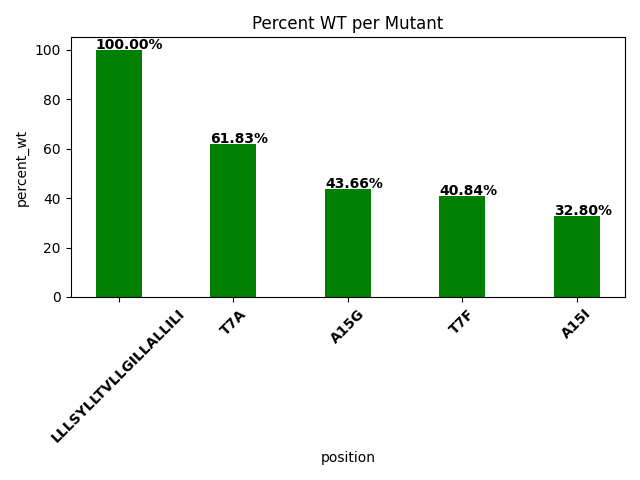 Percent WT per Mutant
percent_wt
100
80
60
40
20
0
100.00%
61.83%
43.66%
40.84%
32.80%
LLLSYLLTVLLGILLALLILI
T7A
A15G
T7F
A15I
position